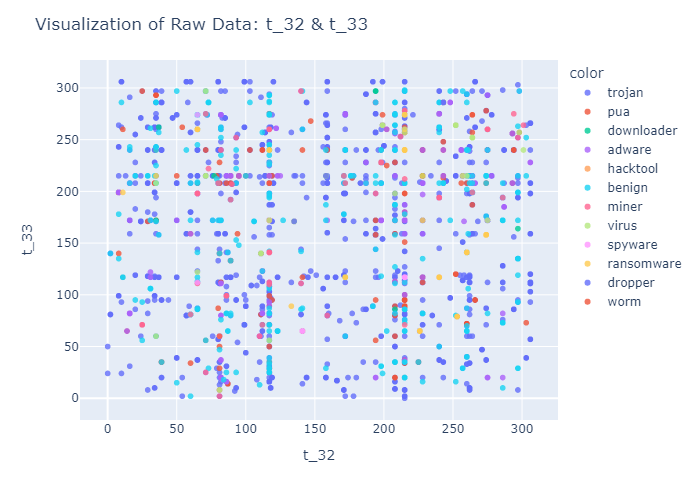 Visualization of Raw Data: t_32 & t_33
color
trojan
pua
downloader
adware
hacktool
benign
miner
virus
spyware
ransomware
dropper
worm
300
250
200
150
100
50
0
t_33
0 50 100 150 200 250 300
t_32